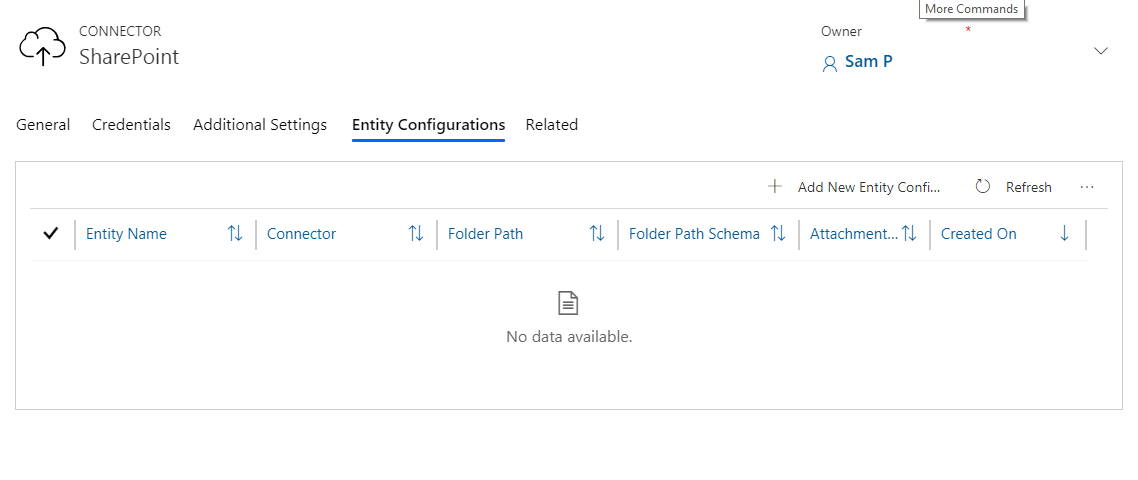 More Commands
CONNECTOR
SharePoint
Owner
*
Sam P
General Credentials Additional Settings Entity Configurations Related
Add New Entity Confi... Refresh ...
Entity Name Connector Folder Path Folder Path Schema Attachment... Created On
No data available.